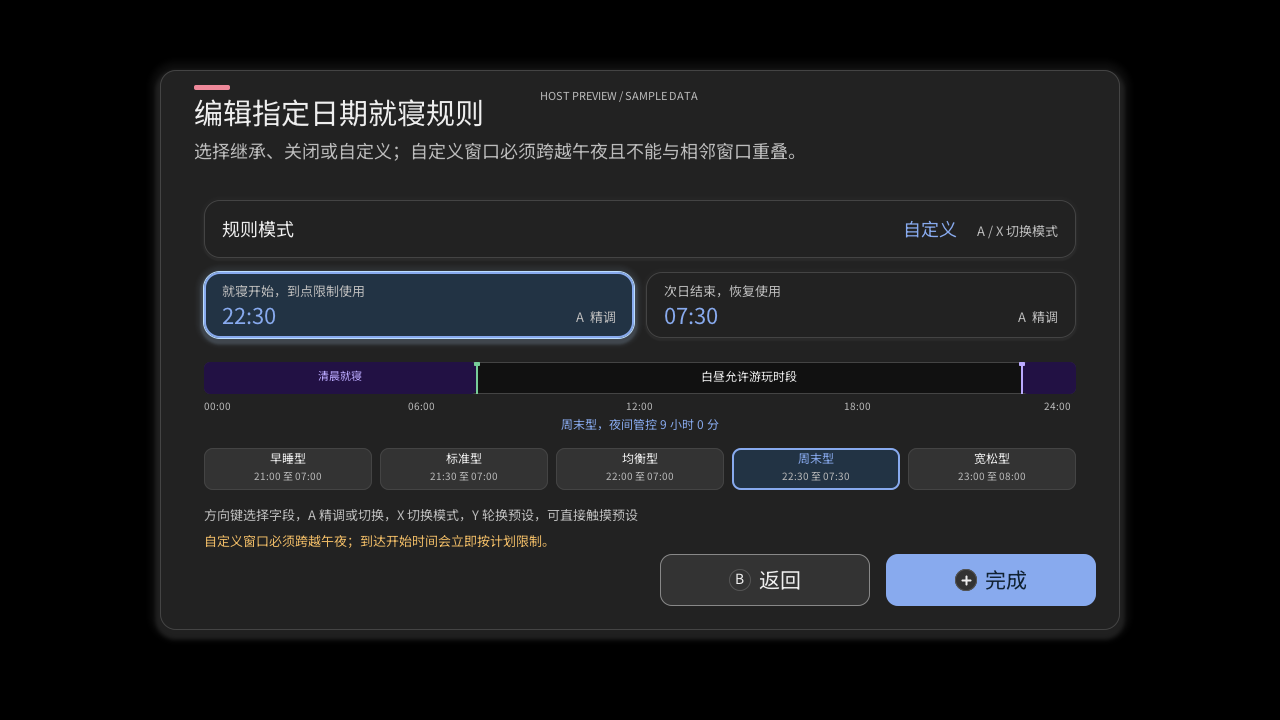 HOST PREVIEW / SAMPLE DATA
编辑指定日期就寝规则
选择继承、关闭或自定义；自定义窗口必须跨越午夜且不能与相邻窗口重叠。
规则模式 自定义 A / X 切换模式
就寝开始，到点限制使用
22:30 A 精调
次日结束，恢复使用
07:30 A 精调
清晨就寝 白昼允许游玩时段
00:00 06:00 12:00 18:00 24:00
周末型，夜间管控 9 小时 0 分
早睡型
21:00 至 07:00
标准型
21:30 至 07:00
均衡型
22:00 至 07:00
周末型
22:30 至 07:30
宽松型
23:00 至 08:00
方向键选择字段，A 精调或切换，X 切换模式，Y 轮换预设，可直接触摸预设
自定义窗口必须跨越午夜；到达开始时间会立即按计划限制。
B 返回
+ 完成